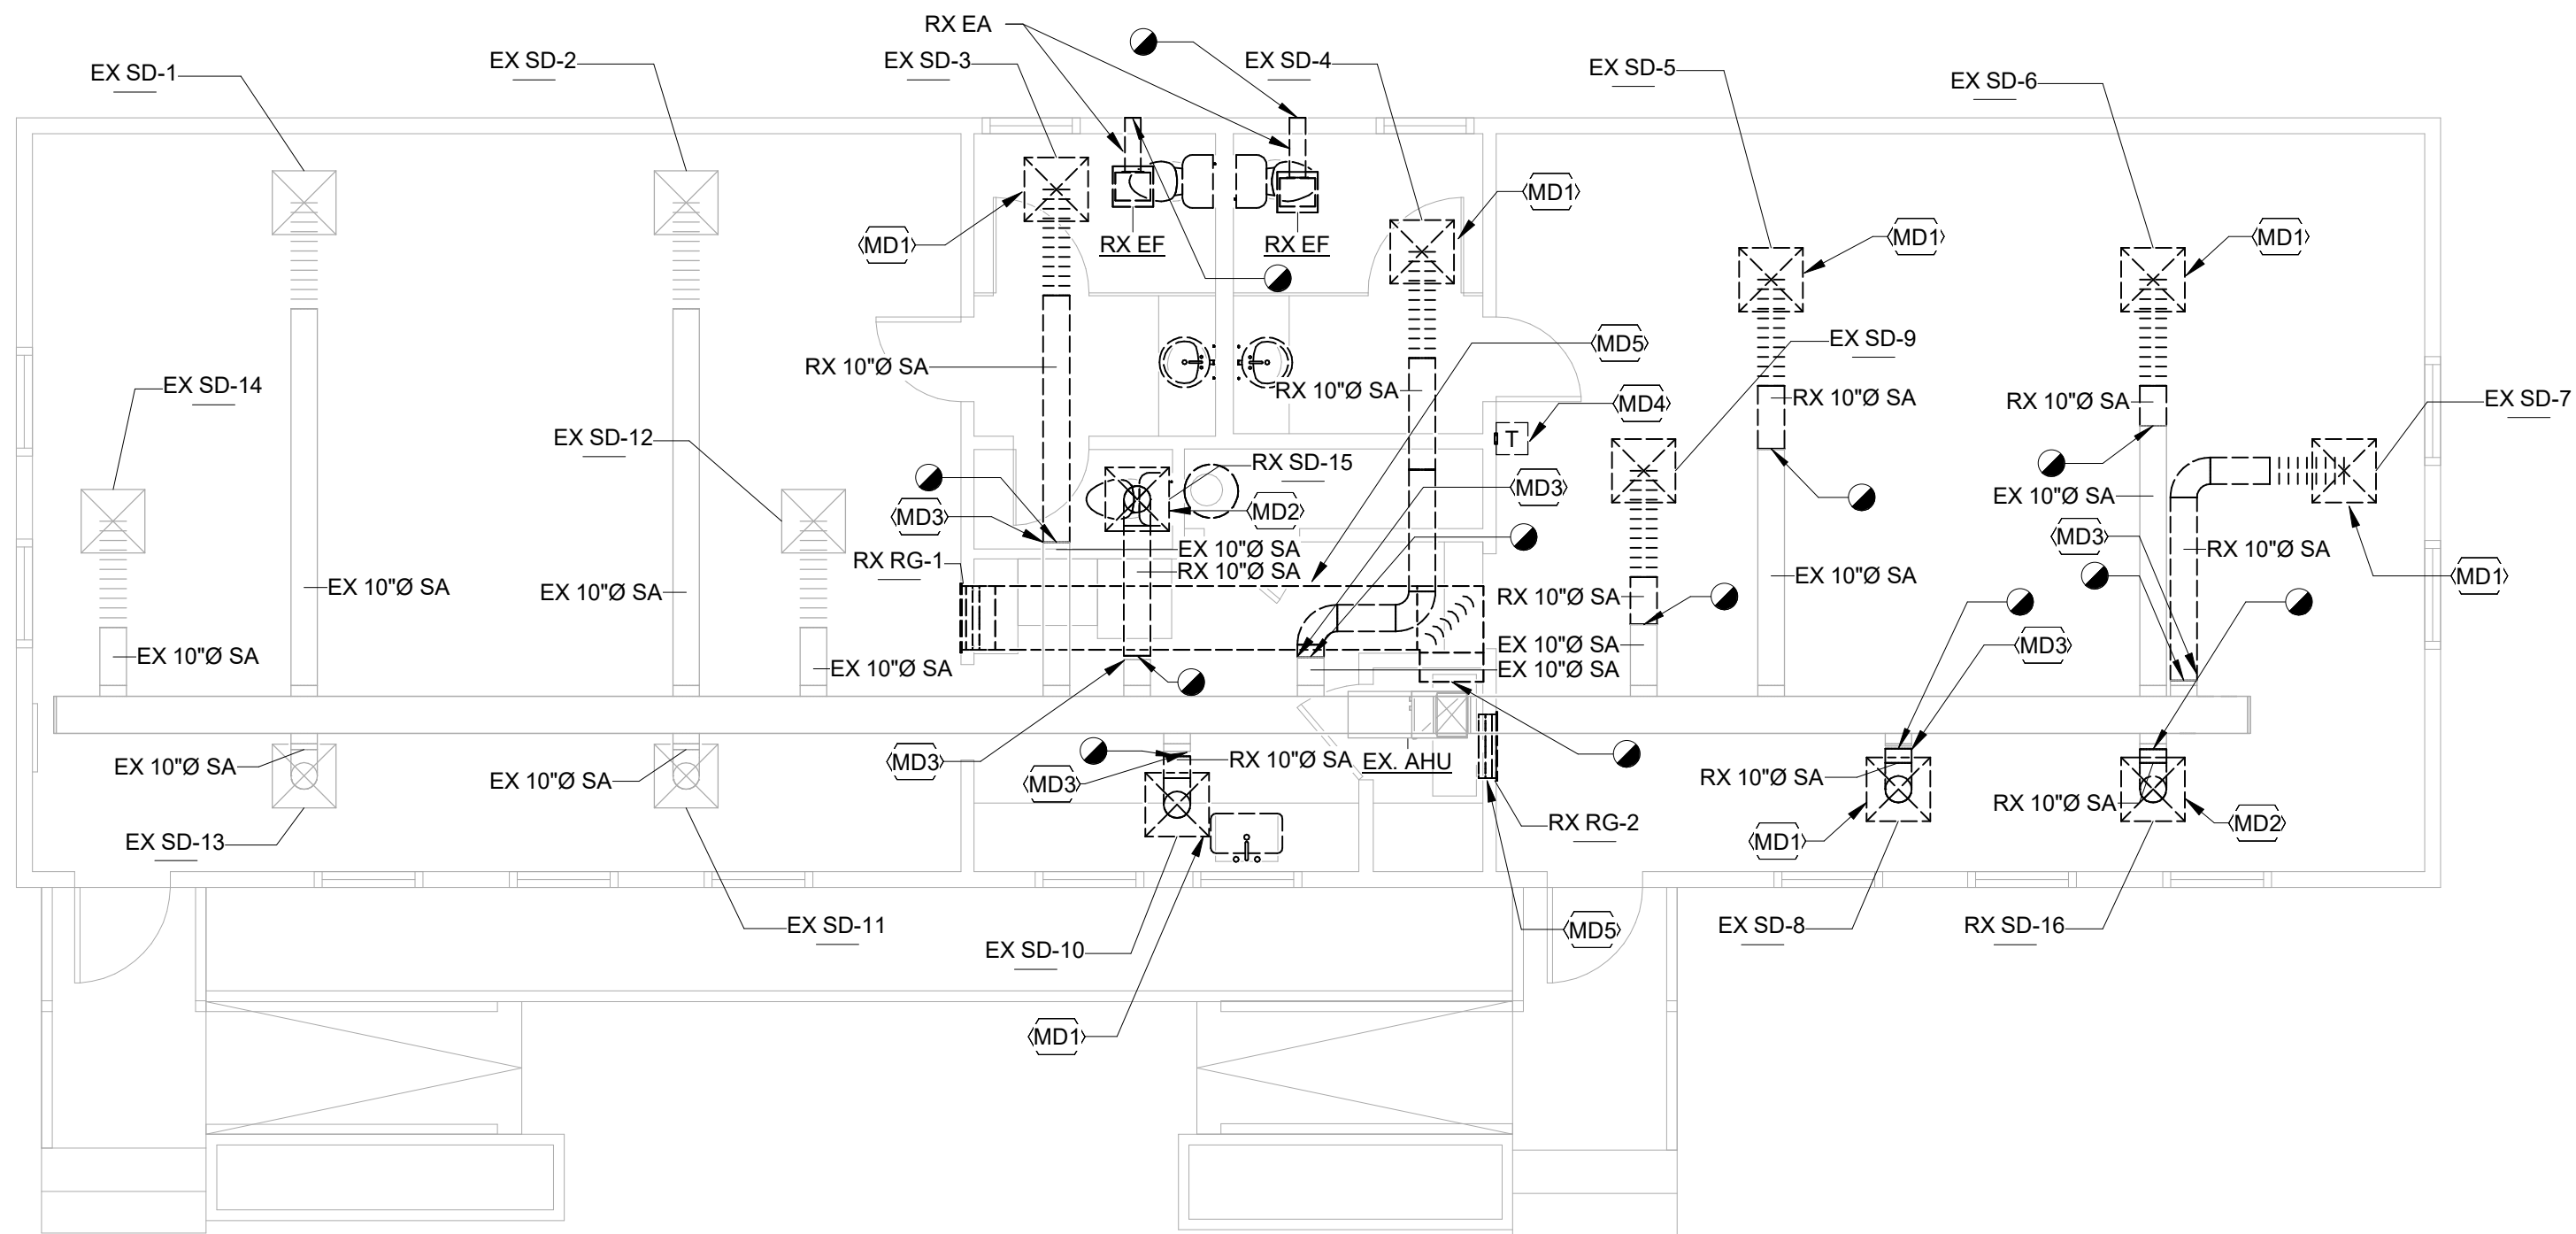 RX EA
EX SD-1
EX SD-2
EX SD-3
EX SD-4
EX SD-5
EX SD-6
MD1
MD1
MD1
MD1
RX EF
RX EF
EX SD-9
MD5
RX 10"Ø SA
RX 10"Ø SA
RX 10"Ø SA
RX 10"Ø SA
EX SD-7
EX SD-14
MD4
T
EX SD-12
RX SD-15
MD3
MD2
MD3
EX 10"Ø SA
MD3
EX 10"Ø SA
RX 10"Ø SA
RX 10"Ø SA
RX RG-1
EX 10"Ø SA
MD1
EX 10"Ø SA
EX 10"Ø SA
RX 10"Ø SA
EX 10"Ø SA
EX 10"Ø SA
EX 10"Ø SA
EX 10"Ø SA
MD3
EX 10"Ø SA
EX 10"Ø SA
EX 10"Ø SA
MD3
MD3
RX 10"Ø SA
EX. AHU
RX 10"Ø SA
RX 10"Ø SA
EX SD-13
RX RG-2
MD1
MD2
EX SD-11
EX SD-10
MD5
EX SD-8
RX SD-16
MD1